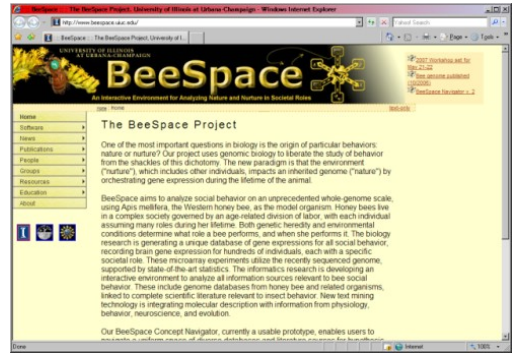 BeeSpace : : The BeeSpace Project, University of Illinois at Urbana-Champaign - Windows Internet Explorer
http://www.beespace.uiuc.edu/
Yahoo! Search
BeeSpace : : The BeeSpace Project, University of I...
Page
Tools
UNIVERSITY OF ILLINOIS
AT URBANA-CHAMPAIGN
BeeSpace
An Interactive Environment for Analyzing Nature and Nurture in Societal Roles
2007 Workshop set for
May 21-22
Bee genome published
(10/2006)
BeeSpace Navigator v. 2
Home
text-only
Home
Software
News
Publications
People
Groups
Resources
Education
About
The BeeSpace Project
One of the most important questions in biology is the origin of particular behaviors:
nature or nurture? Our project uses genomic biology to liberate the study of behavior
from the shackles of this dichotomy. The new paradigm is that the environment
("nurture"), which includes other individuals, impacts an inherited genome ("nature") by
orchestrating gene expression during the lifetime of the animal.
BeeSpace aims to analyze social behavior on an unprecedented whole-genome scale,
using Apis mellifera, the Western honey bee, as the model organism. Honey bees live
in a complex society governed by an age-related division of labor, with each individual
assuming many roles during her lifetime. Both genetic heredity and environmental
conditions determine what role a bee performs, and when she performs it. The biology
research is generating a unique database of gene expressions for all social behavior,
recording brain gene expression for hundreds of individuals, each with a specific
societal role. These microarray experiments utilize the recently sequenced genome,
supported by state-of-the-art statistics. The informatics research is developing an
interactive environment to analyze all information sources relevant to bee social
behavior. These include genome databases from honey bee and related organisms,
linked to complete scientific literature relevant to insect behavior. New text mining
technology is integrating molecular description with information from physiology,
behavior, neuroscience, and evolution.
Our BeeSpace Concept Navigator, currently a usable prototype, enables users to
Done
Internet
100%